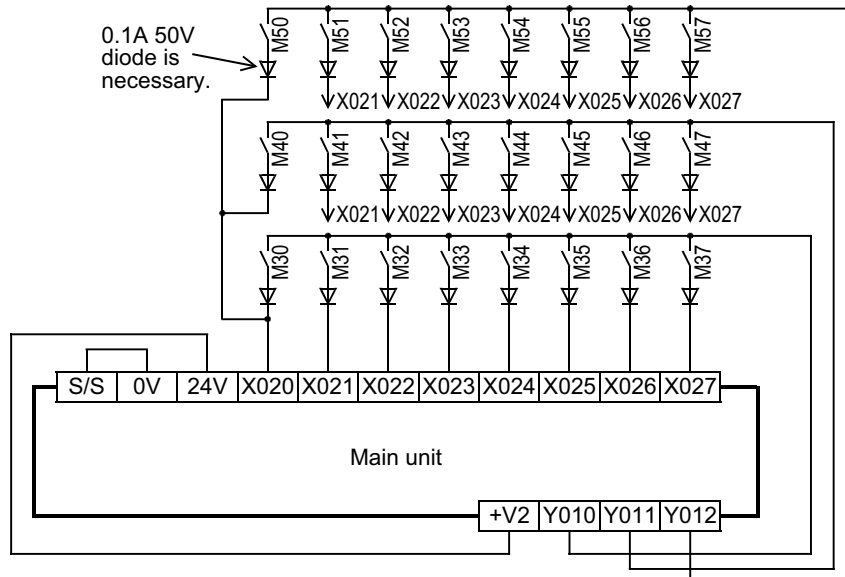 0.1A 50V
diode is
necessary.
M50 M51 M52 M53 M54 M55 M56 M57
X021 X022 X023 X024 X025 X026 X027
M40 M41 M42 M43 M44 M45 M46 M47
X021 X022 X023 X024 X025 X026 X027
M30 M31 M32 M33 M34 M35 M36 M37
S/S 0V 24V X020 X021 X022 X023 X024 X025 X026 X027
Main unit
+V2 Y010 Y011 Y012